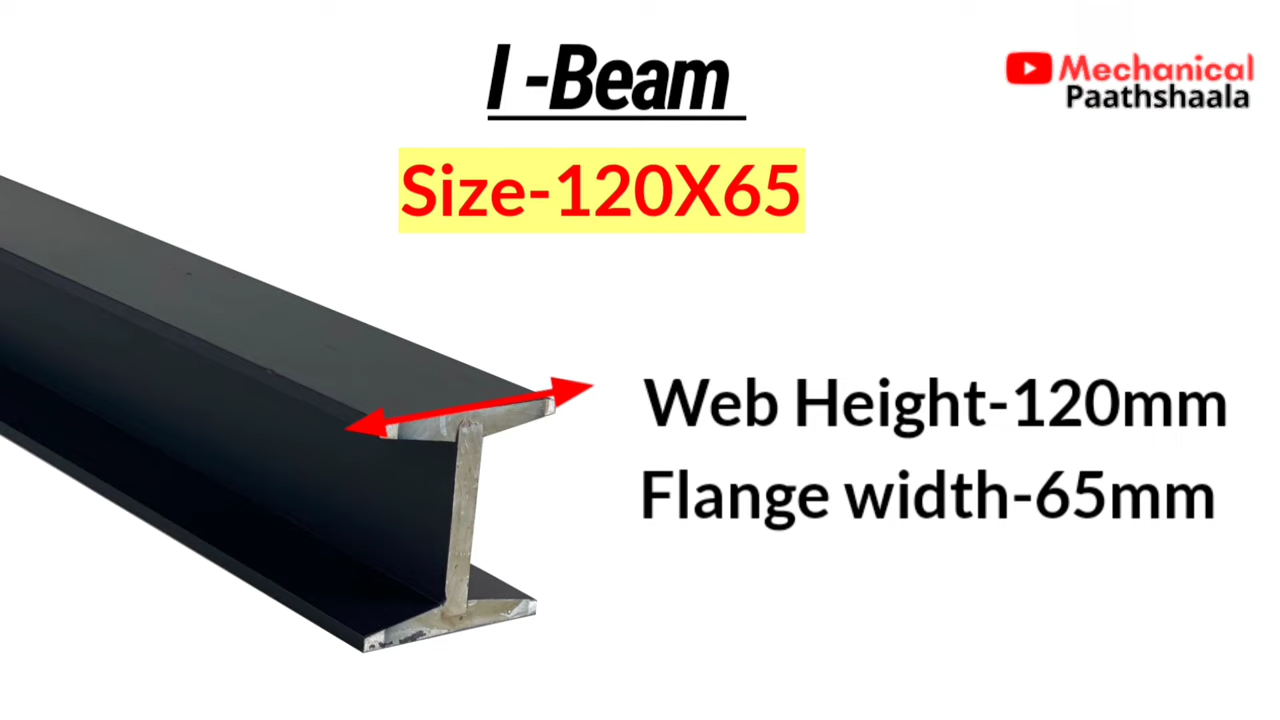 I -Beam
Mechanical
Paathshaala
Size-120X65
Web Height-120mm
Flange width-65mm